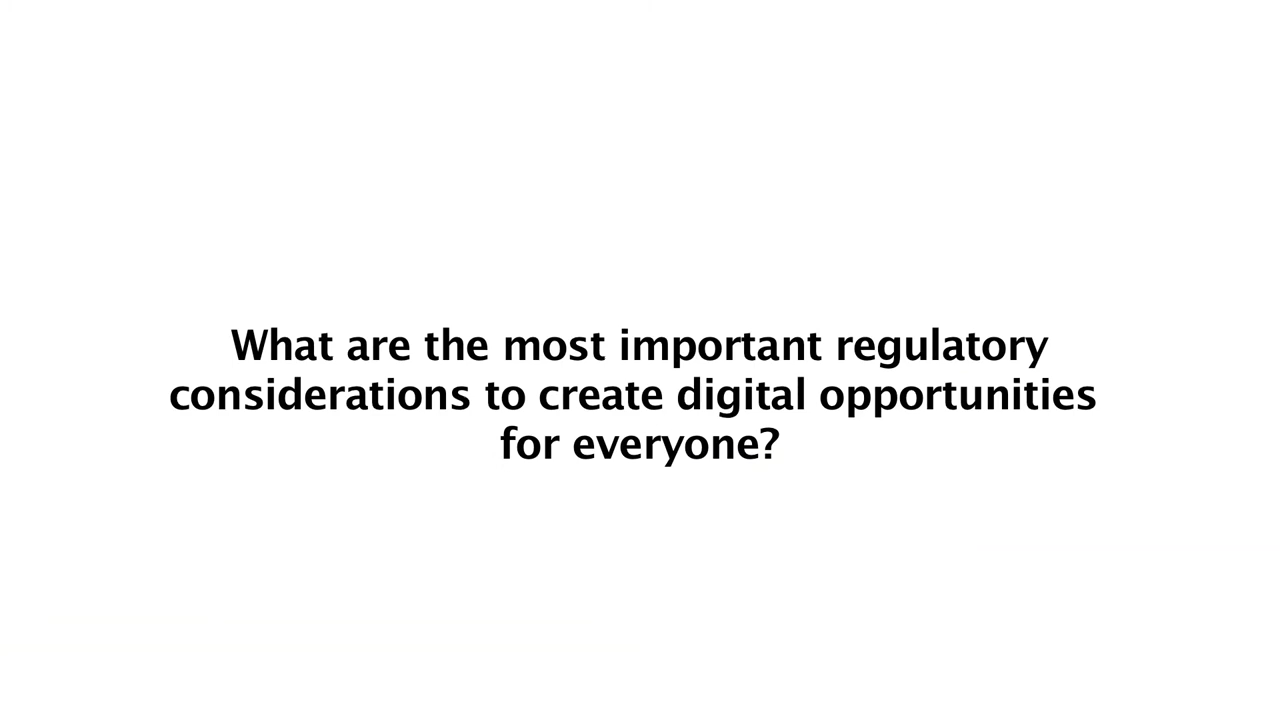 What are the most important regulatory
considerations to create digital opportunities
for everyone?